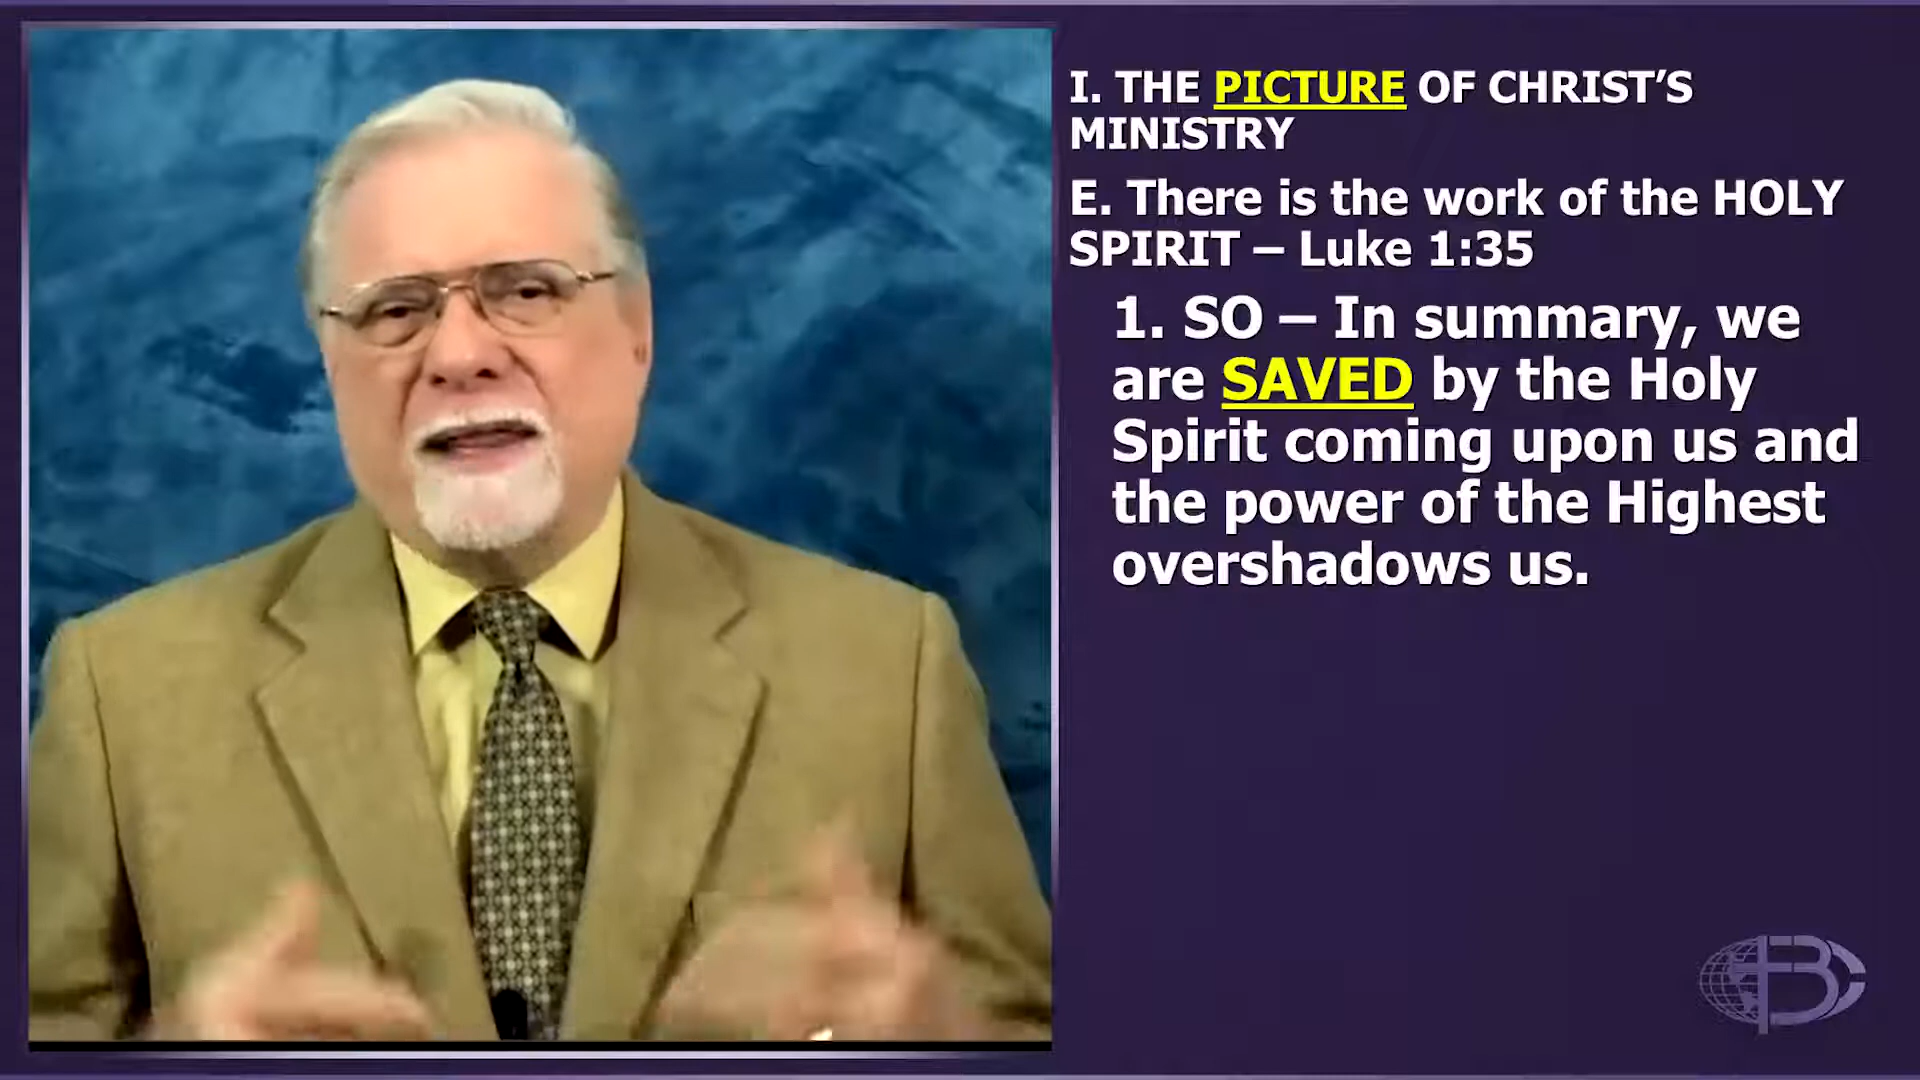 I. THE PICTURE OF CHRIST’S
MINISTRY
E. There is the work of the HOLY
SPIRIT – Luke 1:35
1. SO – In summary, we
are SAVED by the Holy
Spirit coming upon us and
the power of the Highest
overshadows us.
FBC